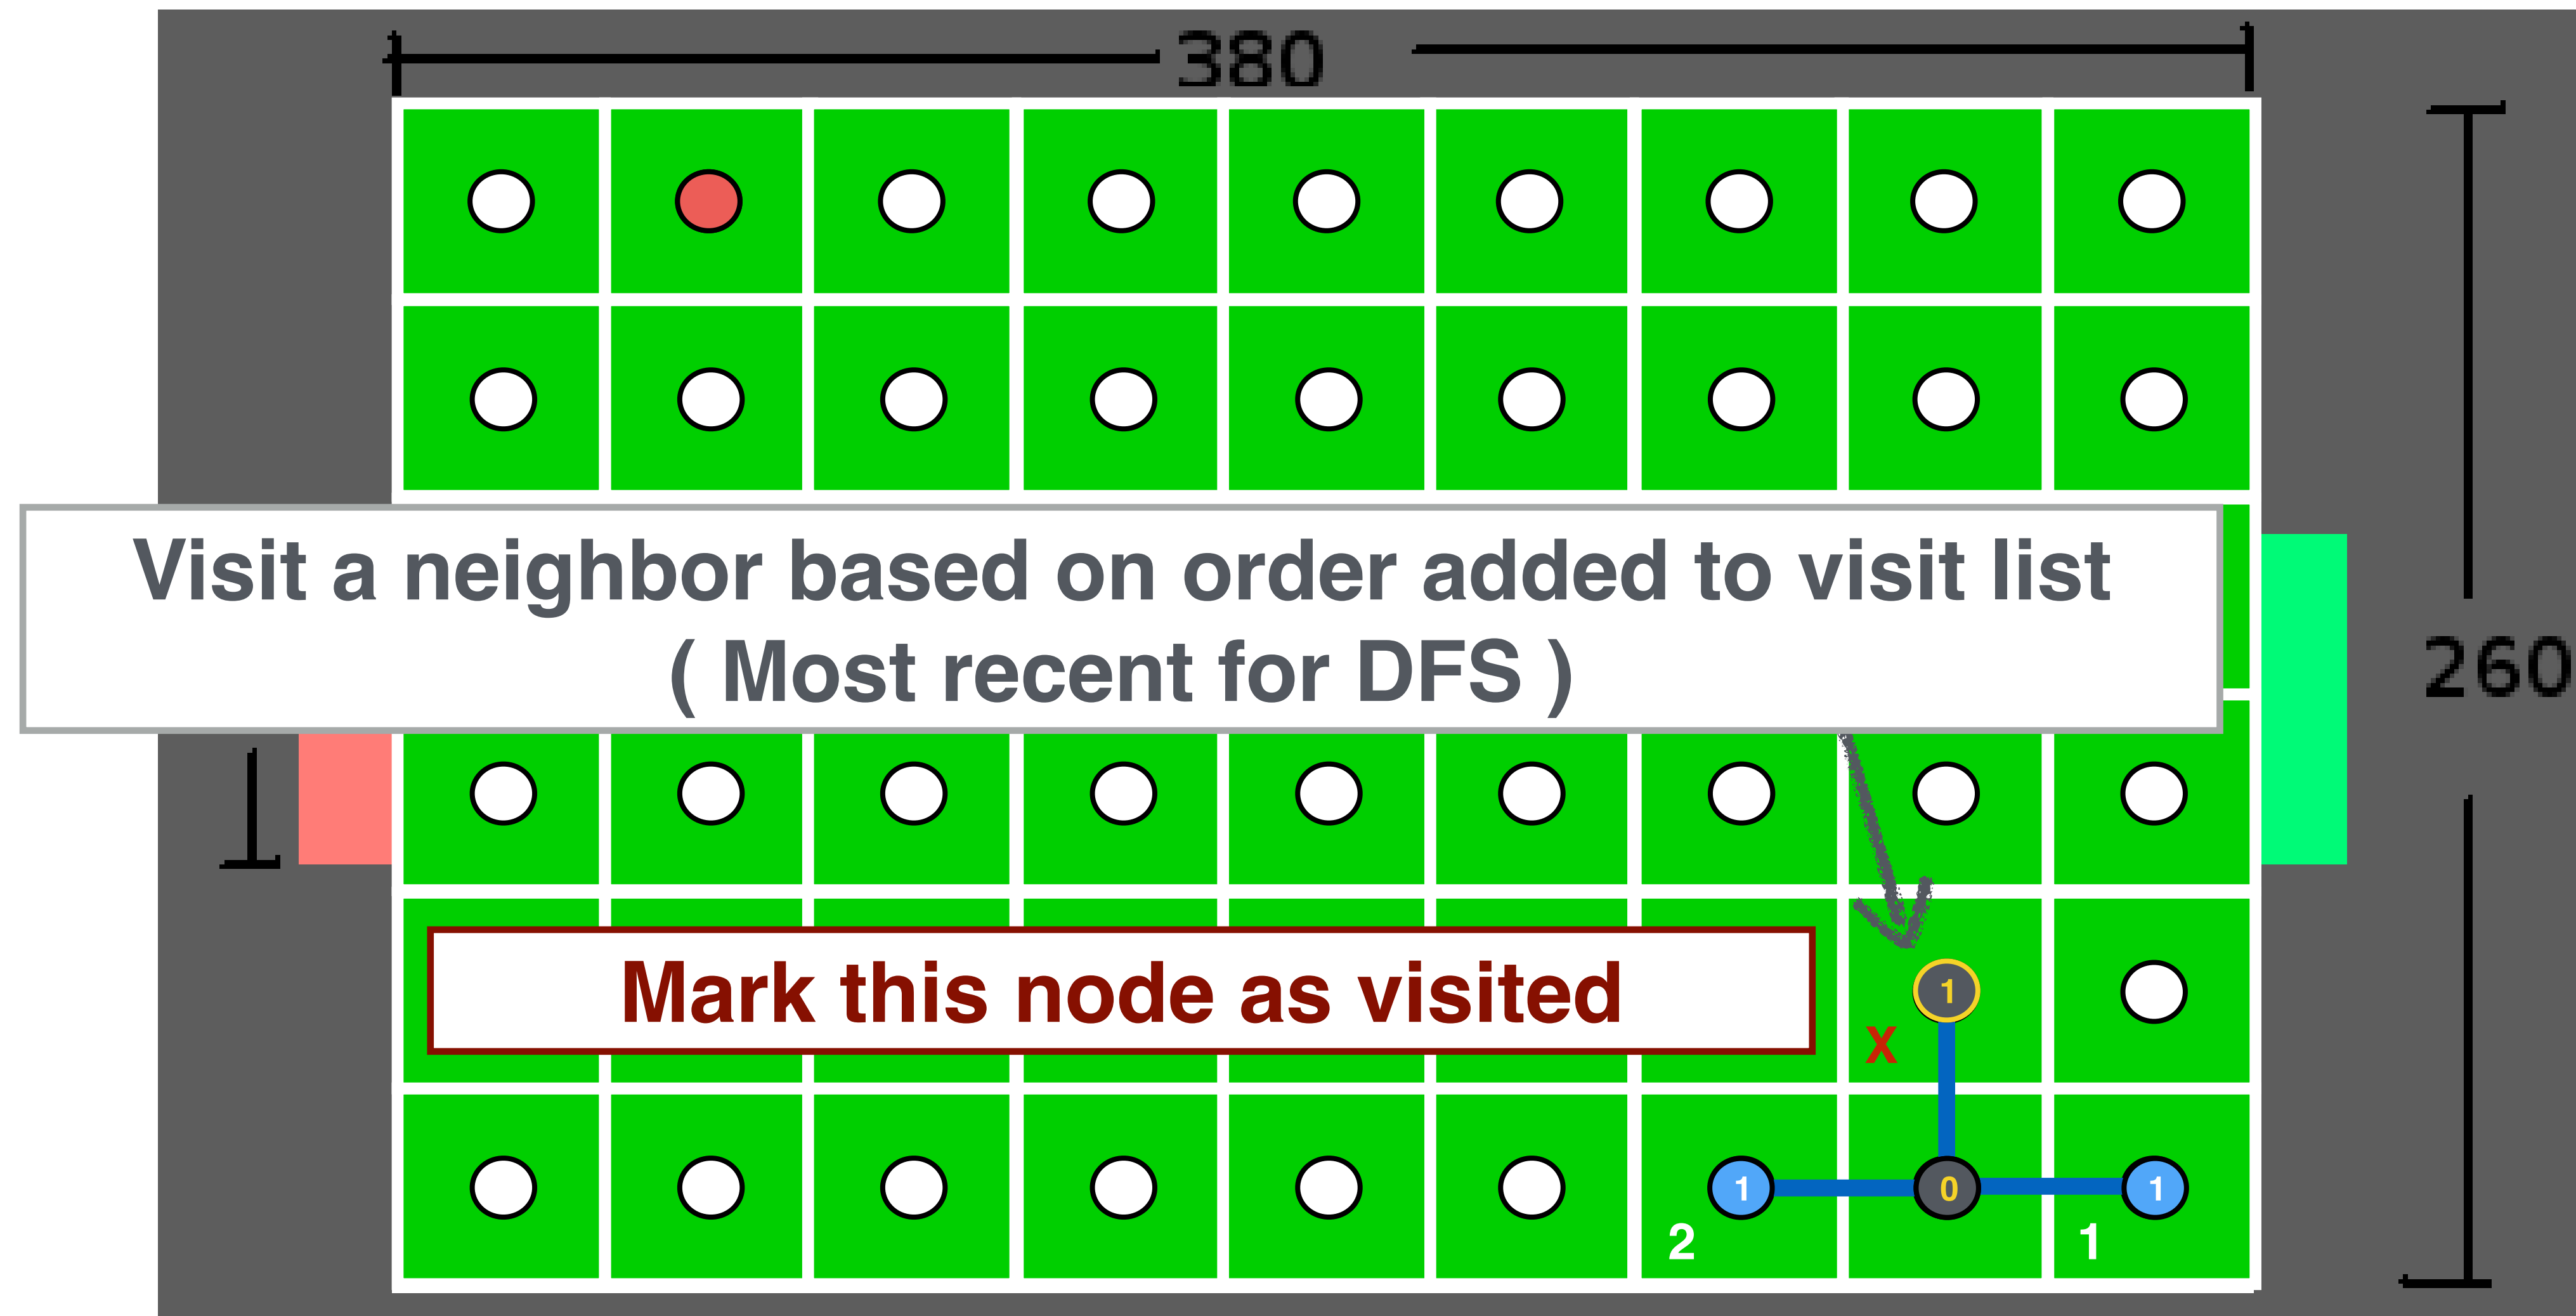 380
Visit a neighbor based on order added to visit list
( Most recent for DFS )
260
Mark this node as visited
1
X
1
0
1
2
1